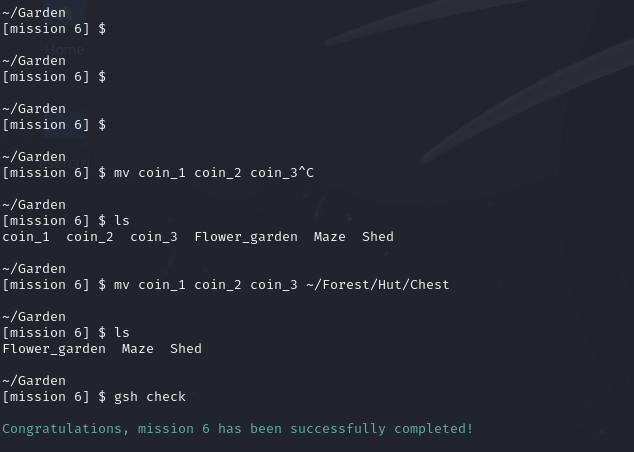 ~/Garden
[mission 6] $
Home
~/Garden
[mission 6] $
~/Garden
[mission 6] $
~/Garden
[mission 6] $ mv coin_1 coin_2 coin_3^C
~/Garden
[mission 6] $ ls
coin_1  coin_2  coin_3  Flower_garden  Maze  Shed
~/Garden
[mission 6] $ mv coin_1 coin_2 coin_3 ~/Forest/Hut/Chest
~/Garden
[mission 6] $ ls
Flower_garden  Maze  Shed
~/Garden
[mission 6] $ gsh check
Congratulations, mission 6 has been successfully completed!